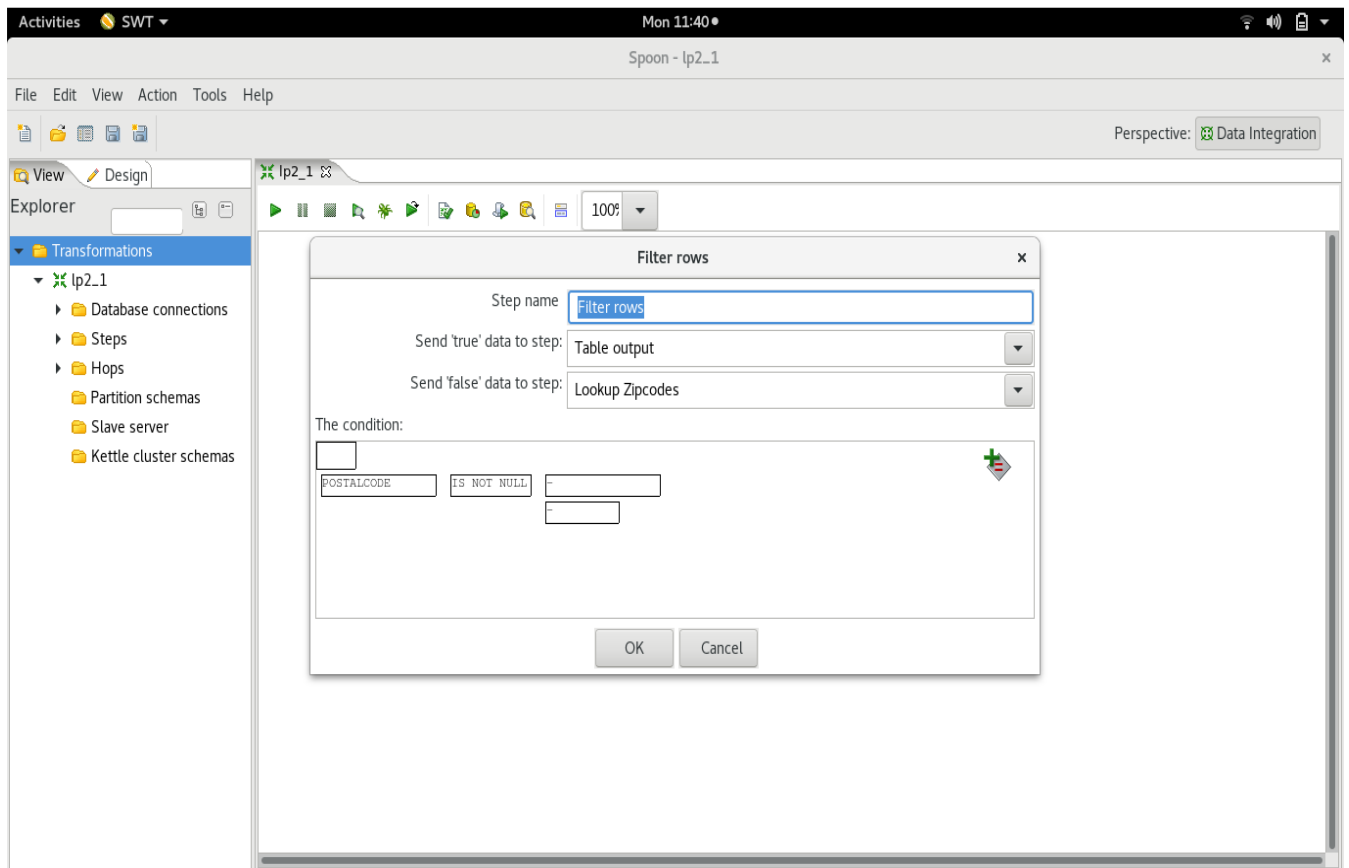 Activities SWT Mon 11:40
Spoon - lp2_1
File Edit View Action Tools Help
Perspective: Data Integration
View Design lp2_1
Explorer
100%
Transformations
lp2_1
Database connections
Steps
Hops
Partition schemas
Slave server
Kettle cluster schemas
Filter rows
Step name Filter rows
Send 'true' data to step: Table output
Send 'false' data to step: Lookup Zipcodes
The condition:
POSTALCODE IS NOT NULL -
-
OK Cancel